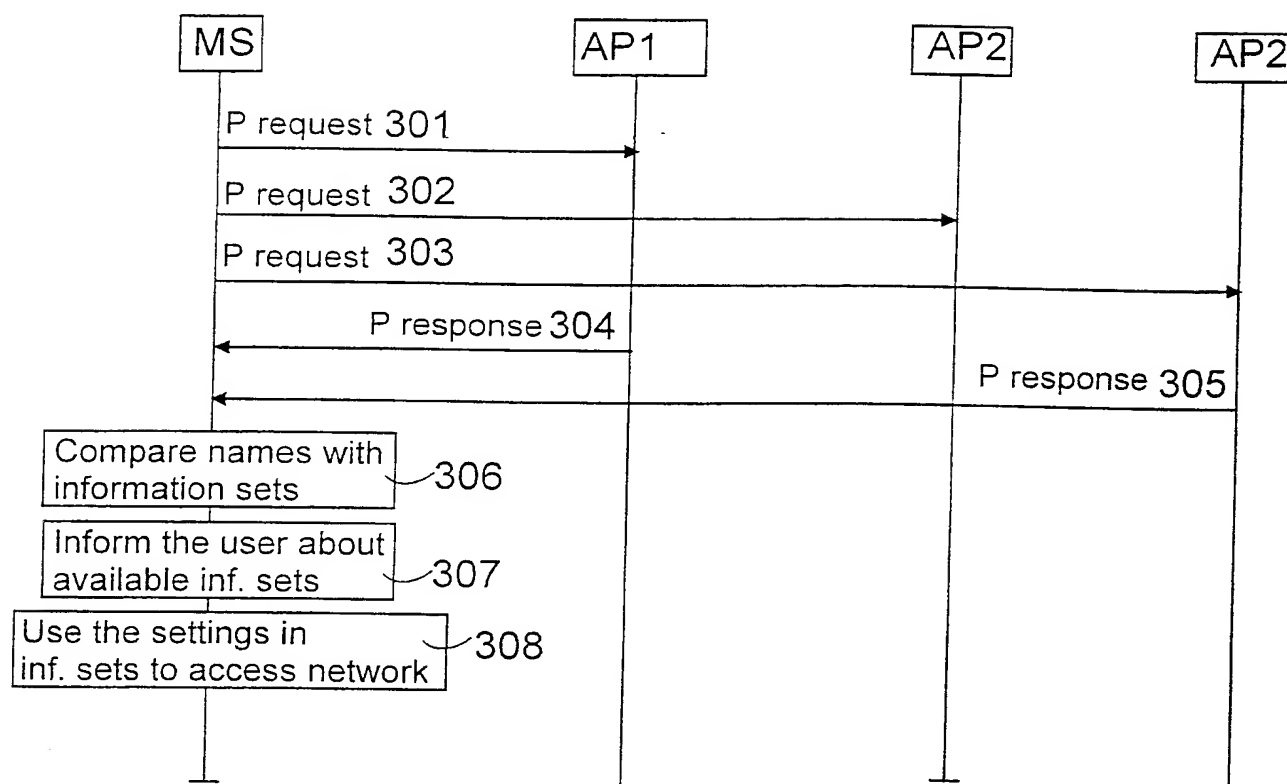 MS
AP1
AP2
AP2
P request 301
P request 302
P request 303
P response 304
P response 305
Compare names with
information sets
306
Inform the user about
available inf. sets
307
Use the settings in
inf. sets to access network
308